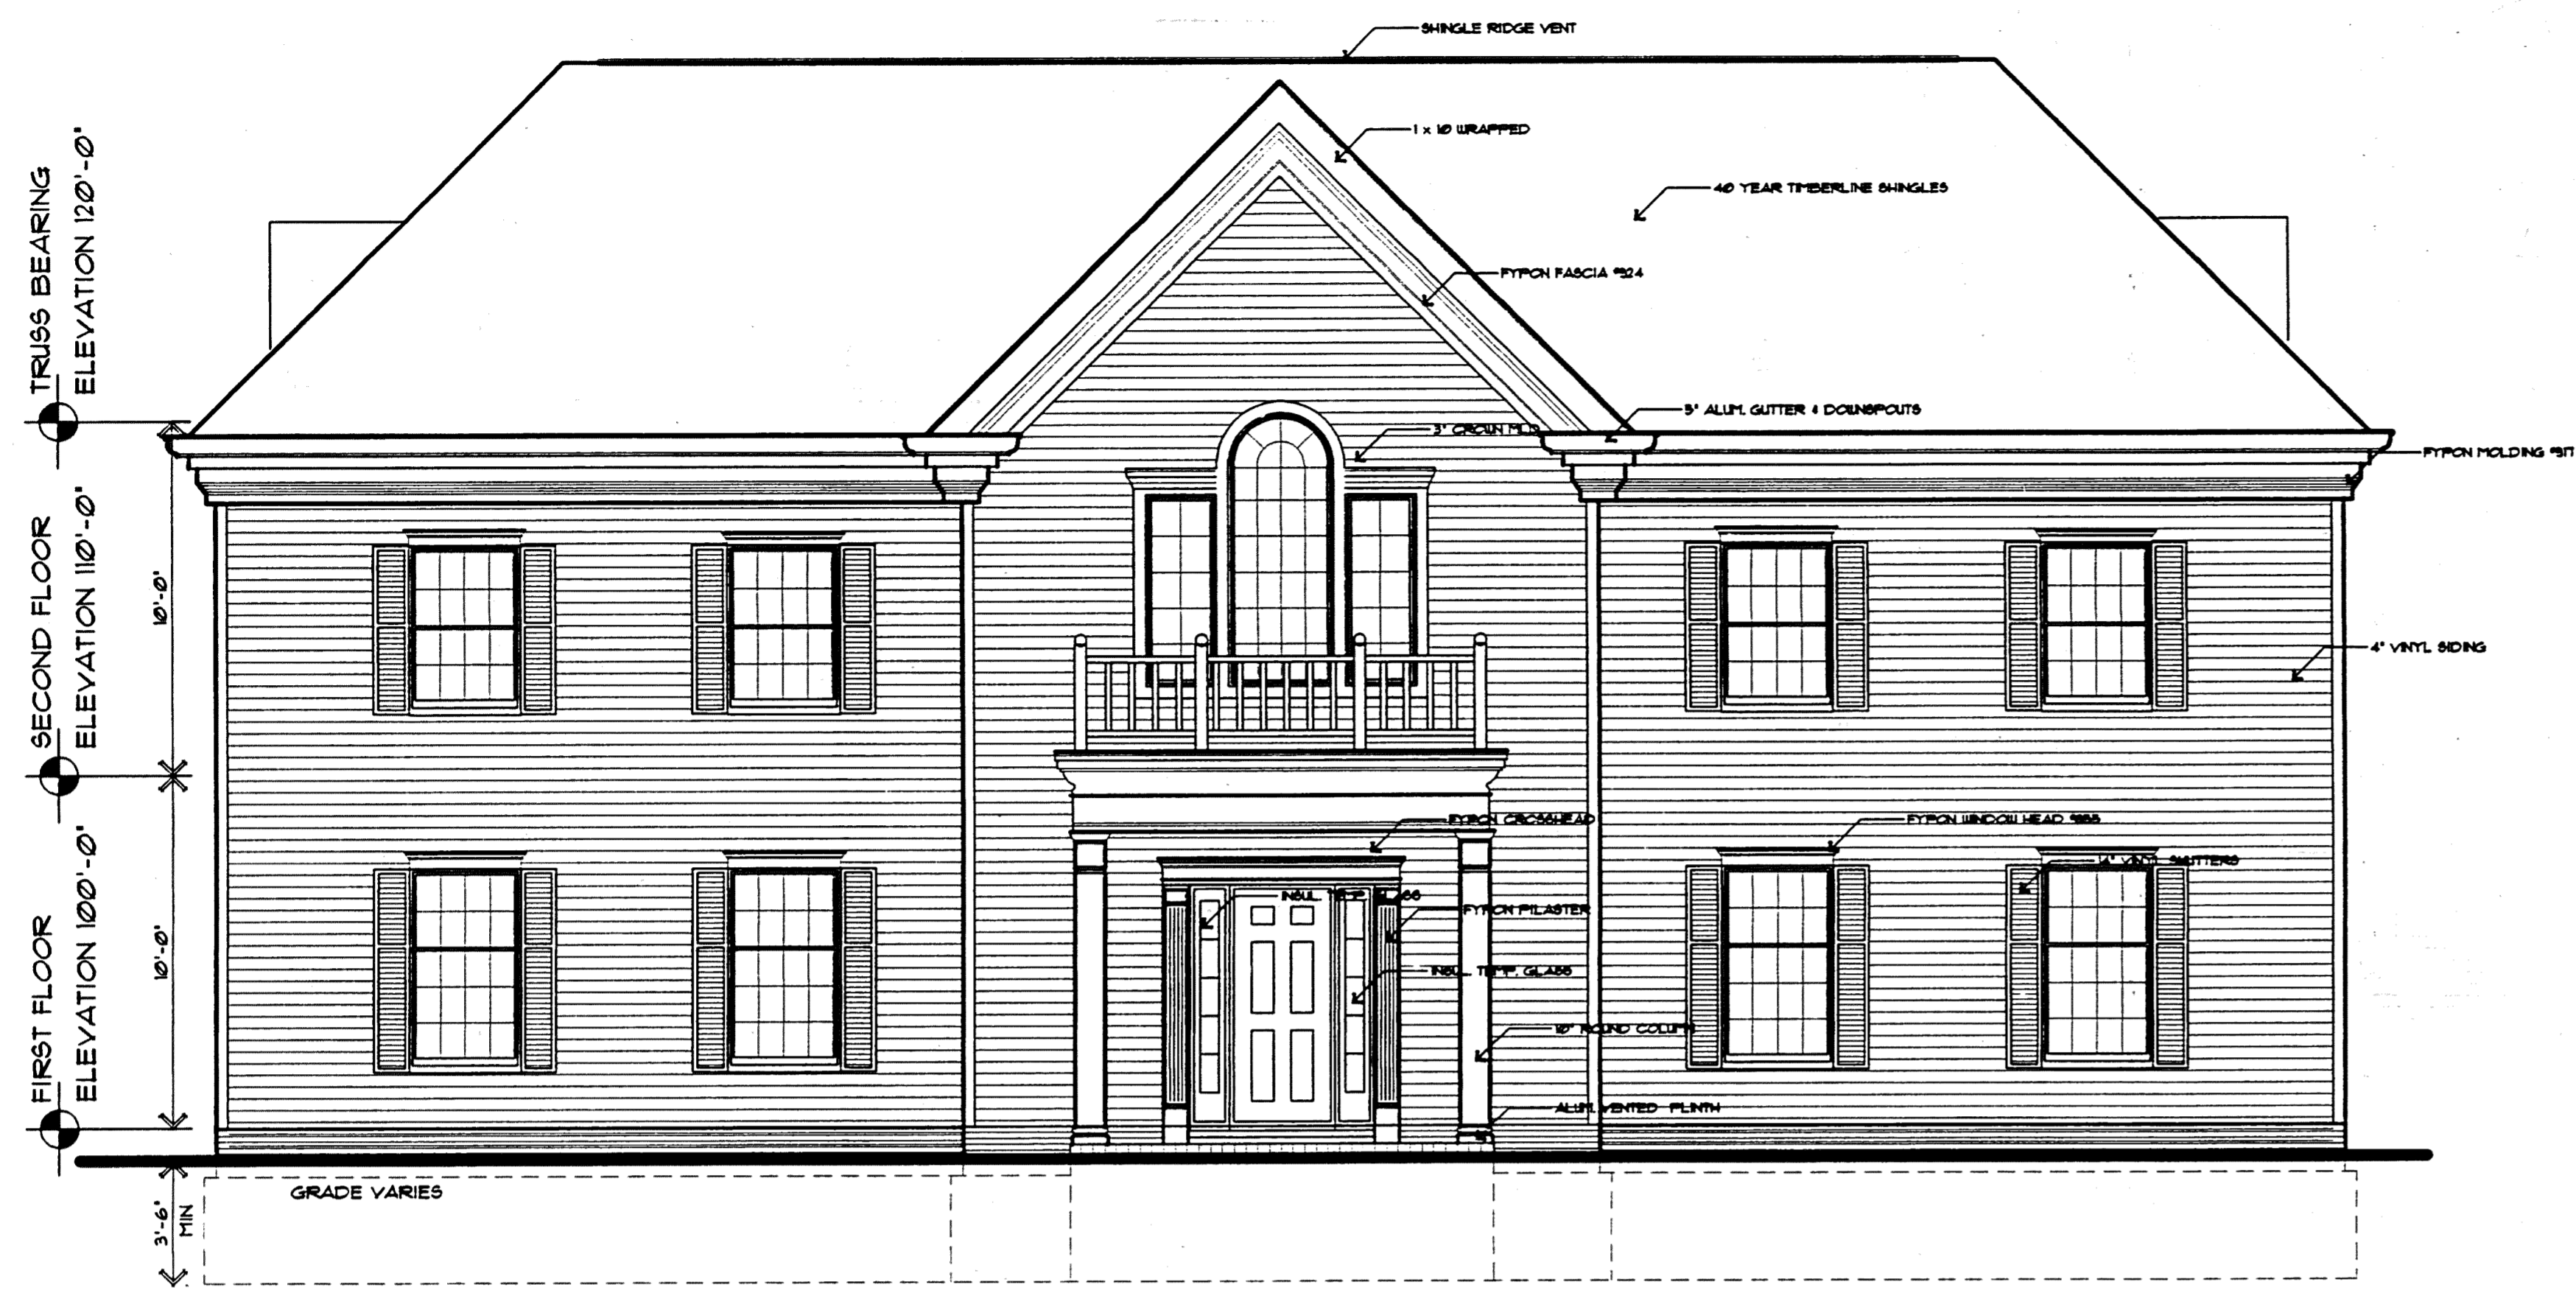 SHINGLE RIDGE VENT
1 x 10 WRAPPED
40 YEAR TIMBERLINE SHINGLES
FYPON FASCIA
5" ALUM. GUTTER & DOWNSPOUTS
3" CROWN MLD
FYPON MOLDING
4" VINYL SIDING
FYPON CROSSHEAD
FYPON WINDOW HEAD
14" VINYL SHUTTERS
INSUL. TEMP. GLASS
FYPON PILASTER
INSUL. TEMP. GLASS
10" ROUND COLUMN
ALUM. VENTED PLINTH
GRADE VARIES
TRUSS BEARING
ELEVATION 120'-0"
SECOND FLOOR
ELEVATION 110'-0"
FIRST FLOOR
ELEVATION 100'-0"
10'-0"
10'-0"
3'-6"
MIN